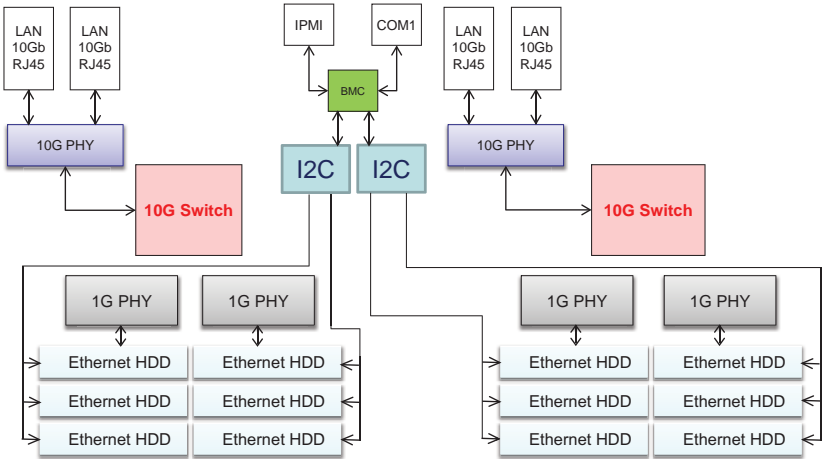 LAN
10Gb
RJ45
LAN
10Gb
RJ45
IPMI
COM1
LAN
10Gb
RJ45
LAN
10Gb
RJ45
BMC
10G PHY
10G PHY
I2C
I2C
10G Switch
10G Switch
1G PHY
1G PHY
1G PHY
1G PHY
Ethernet HDD
Ethernet HDD
Ethernet HDD
Ethernet HDD
Ethernet HDD
Ethernet HDD
Ethernet HDD
Ethernet HDD
Ethernet HDD
Ethernet HDD
Ethernet HDD
Ethernet HDD